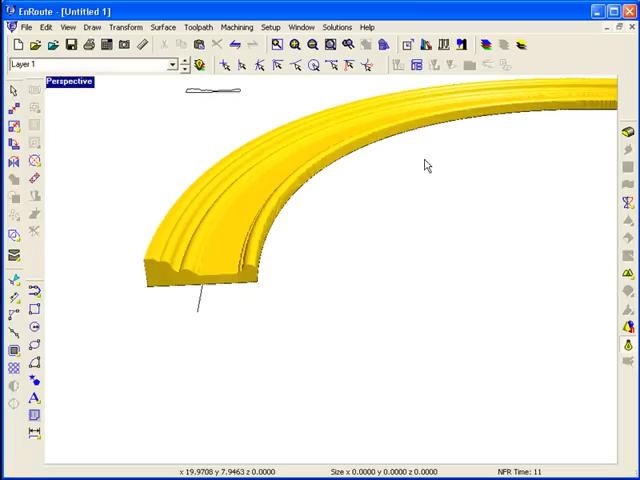 EnRoute - [Untitled 1]
File Edit View Draw Transform Surface Toolpath Machining Setup Window Solutions Help
Layer 1
Perspective
x 19.9708 y 7.9463 z 0.0000 Size x 0.0000 y 0.0000 z 0.0000 NFR Time: 11